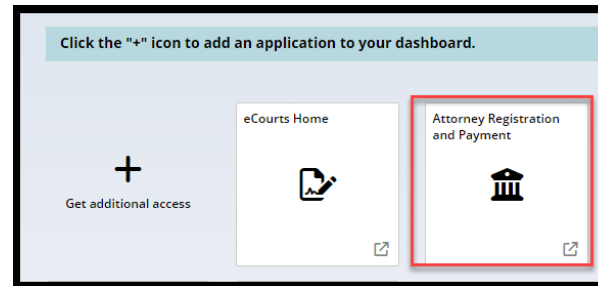 Click the "+" icon to add an application to your dashboard.
Get additional access
eCourts Home
Attorney Registration
and Payment